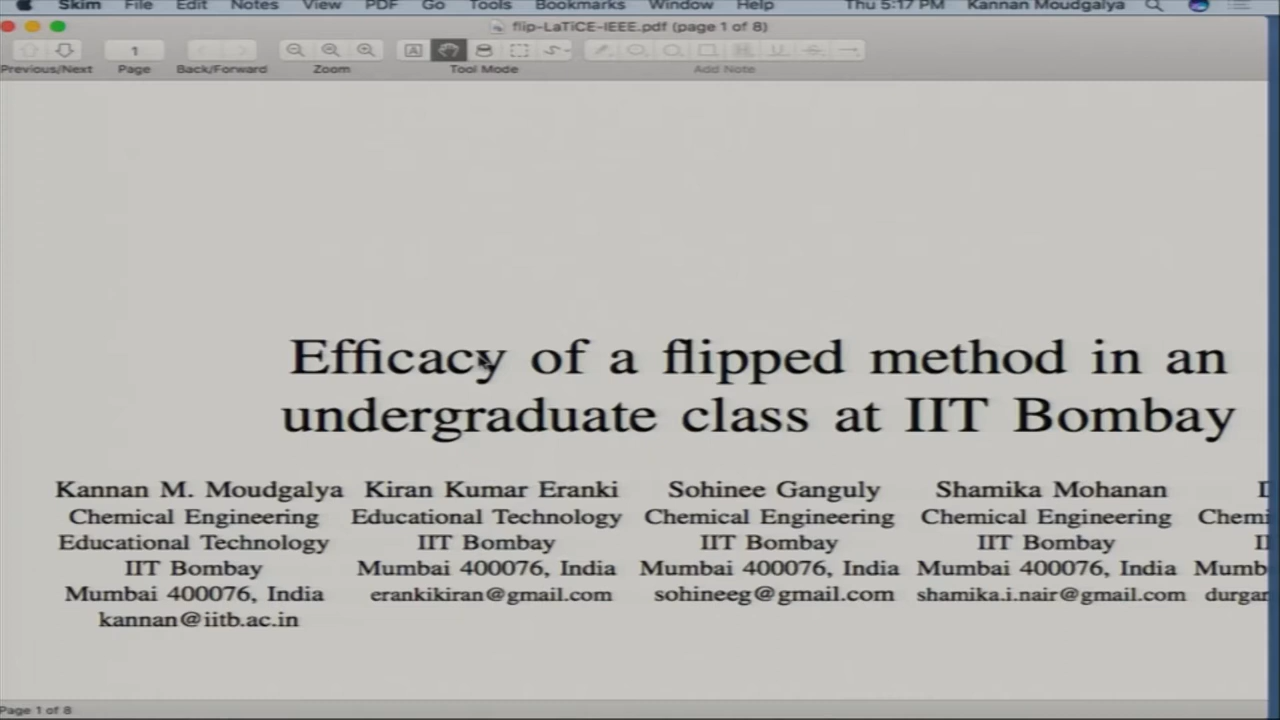 Skim File Edit Notes View PDF Go Tools Bookmarks Window Help Thu 5:17 PM Kannan Moudgalya
flip-LaTiCE-IEEE.pdf (page 1 of 8)
1
Previous/Next Page Back/Forward Zoom Tool Mode Add Note
Efficacy of a flipped method in an
undergraduate class at IIT Bombay
Kannan M. Moudgalya Kiran Kumar Eranki Sohinee Ganguly Shamika Mohanan
Chemical Engineering Educational Technology Chemical Engineering Chemical Engineering Chemi
Educational Technology IIT Bombay IIT Bombay IIT Bombay
IIT Bombay Mumbai 400076, India Mumbai 400076, India Mumbai 400076, India Mumb
Mumbai 400076, India erankikiran@gmail.com sohineeg@gmail.com shamika.i.nair@gmail.com durgar
kannan@iitb.ac.in
Page 1 of 8